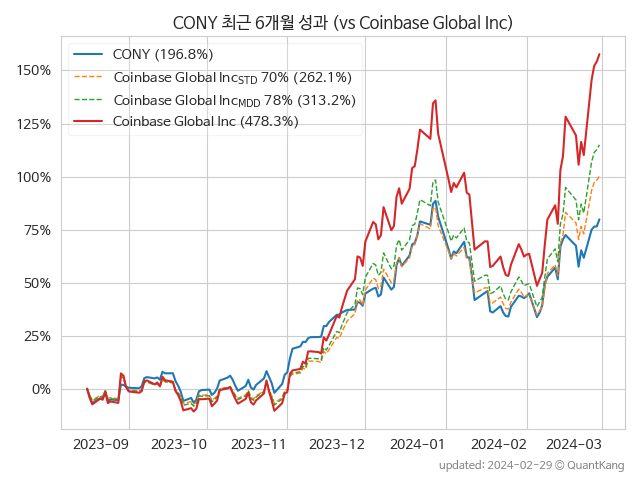 CONY 최근 6개월 성과 (vs Coinbase Global Inc)
CONY (196.8%)
Coinbase Global IncSTD 70% (262.1%)
Coinbase Global IncMDD 78% (313.2%)
Coinbase Global Inc (478.3%)
150%
125%
100%
75%
50%
25%
0%
2023-09 2023-10 2023-11 2023-12 2024-01 2024-02 2024-03
updated: 2024-02-29 © QuantKang